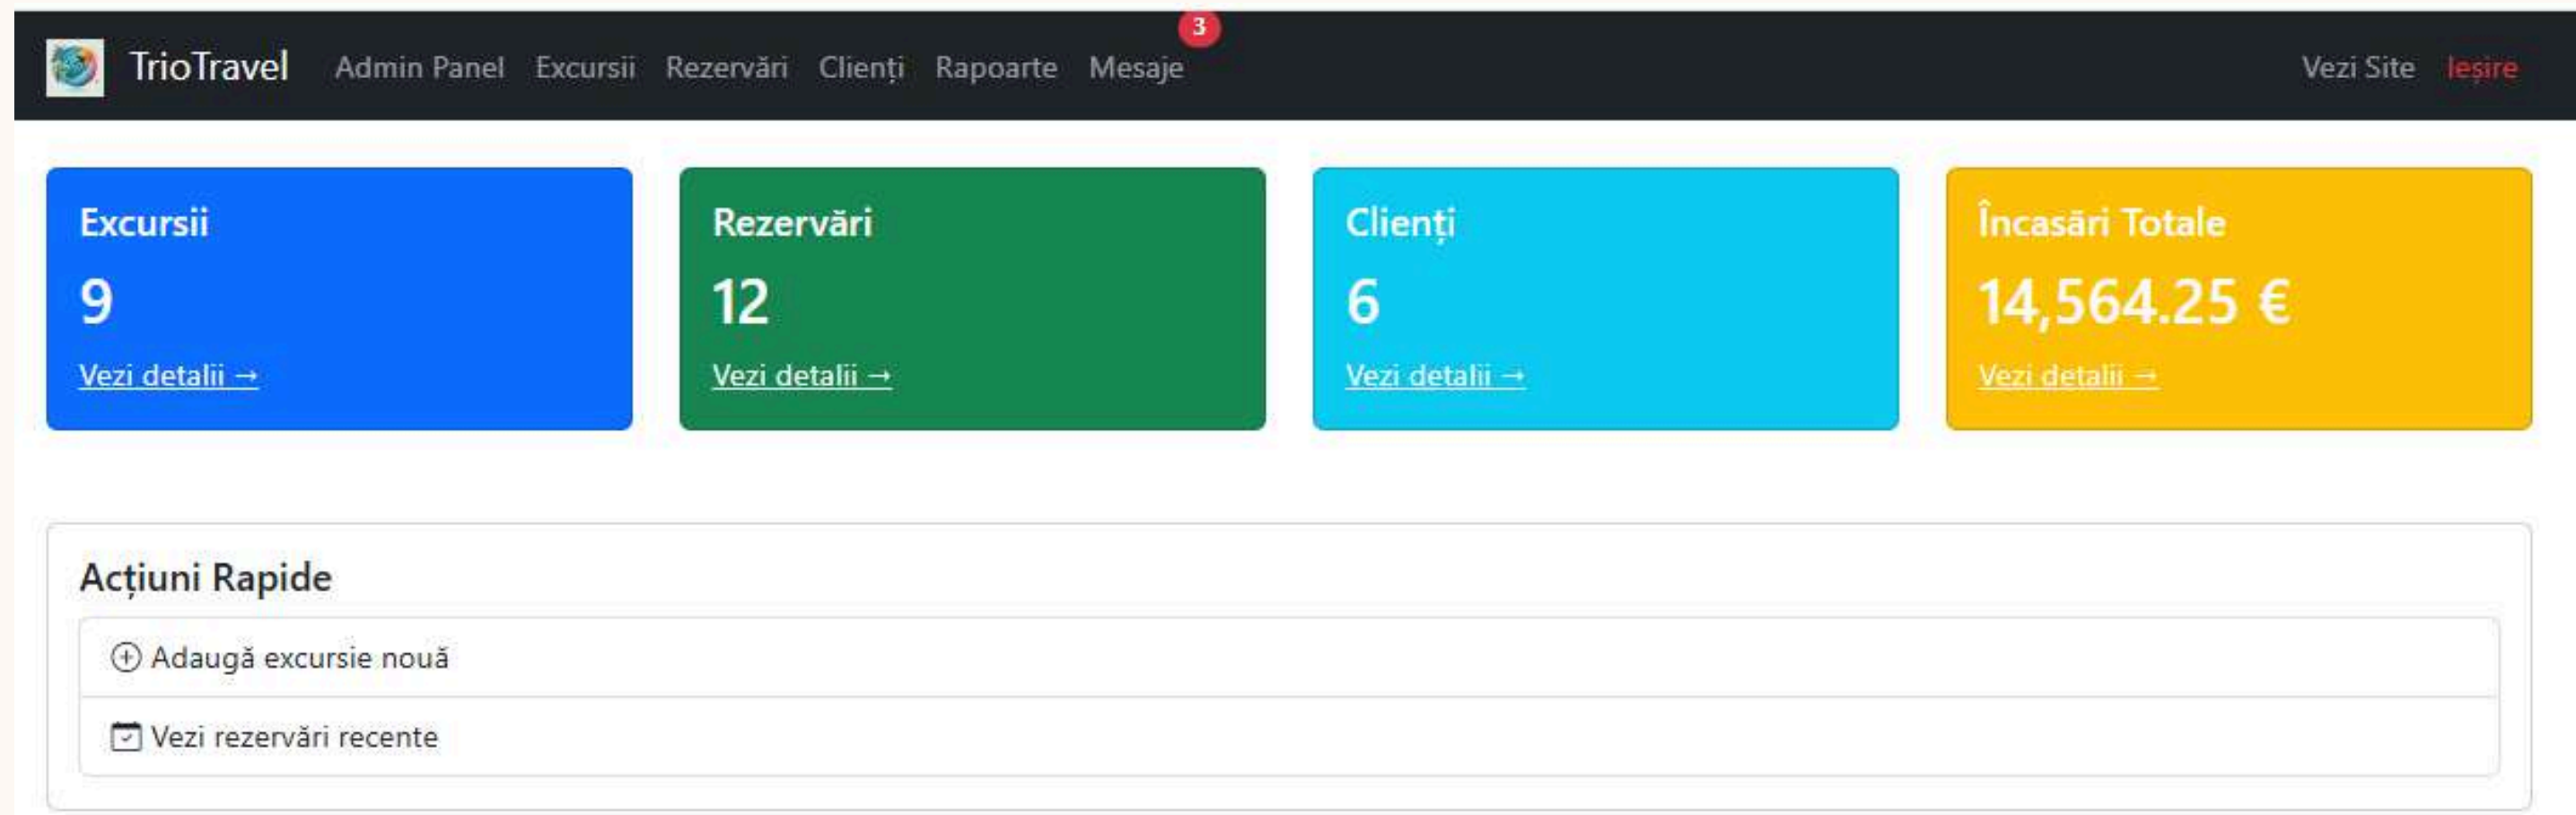 TrioTravel Admin Panel Excursii Rezervări Clienți Rapoarte Mesaje 3 Vezi Site Ieșire
Excursii
9
Vezi detalii →
Rezervări
12
Vezi detalii →
Clienți
6
Vezi detalii →
Încasări Totale
14,564.25 €
Vezi detalii →
Acțiuni Rapide
Adaugă excursie nouă
Vezi rezervări recente